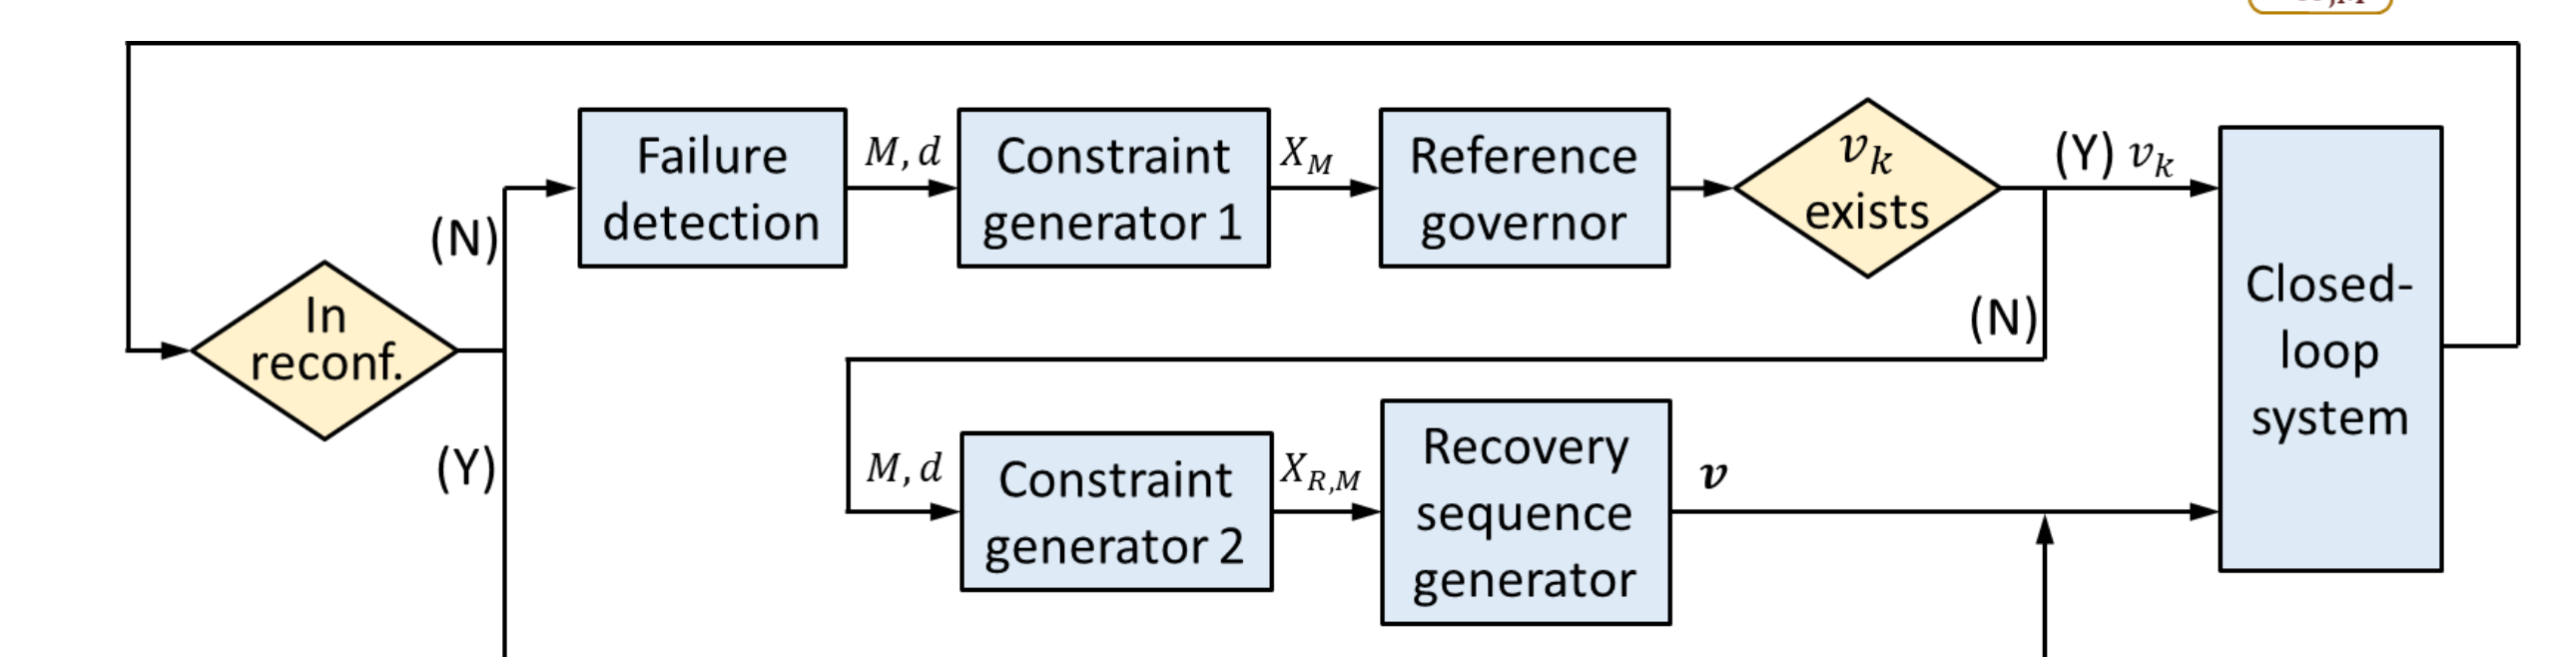 Failure
detection
M, d
Constraint
generator 1
X_M
Reference
governor
v_k
exists
(Y) v_k
(N)
In
reconf.
(Y)
(N)
Closed-
loop
system
M, d
Constraint
generator 2
X_{R,M}
Recovery
sequence
generator
v